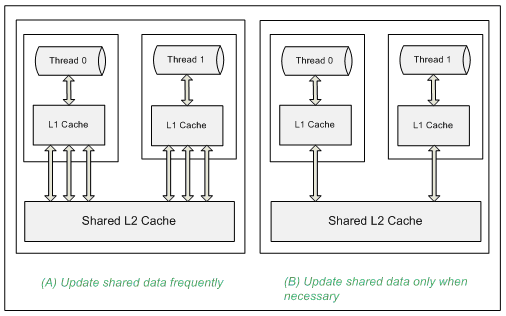 Thread 0
Thread 1
L1 Cache
L1 Cache
Shared L2 Cache
(A) Update shared data frequently
Thread 0
Thread 1
L1 Cache
L1 Cache
Shared L2 Cache
(B) Update shared data only when
necessary